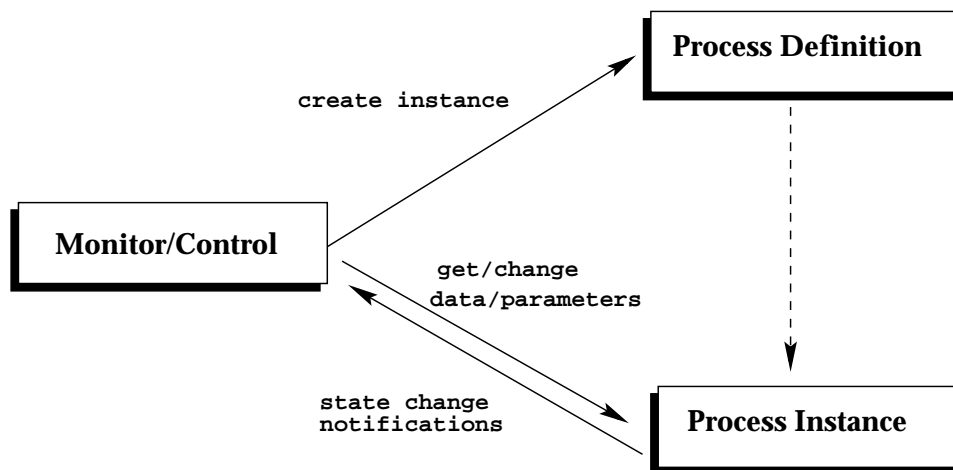 Process Definition
create instance
Monitor/Control
get/change
data/parameters
state change
notifications
Process Instance